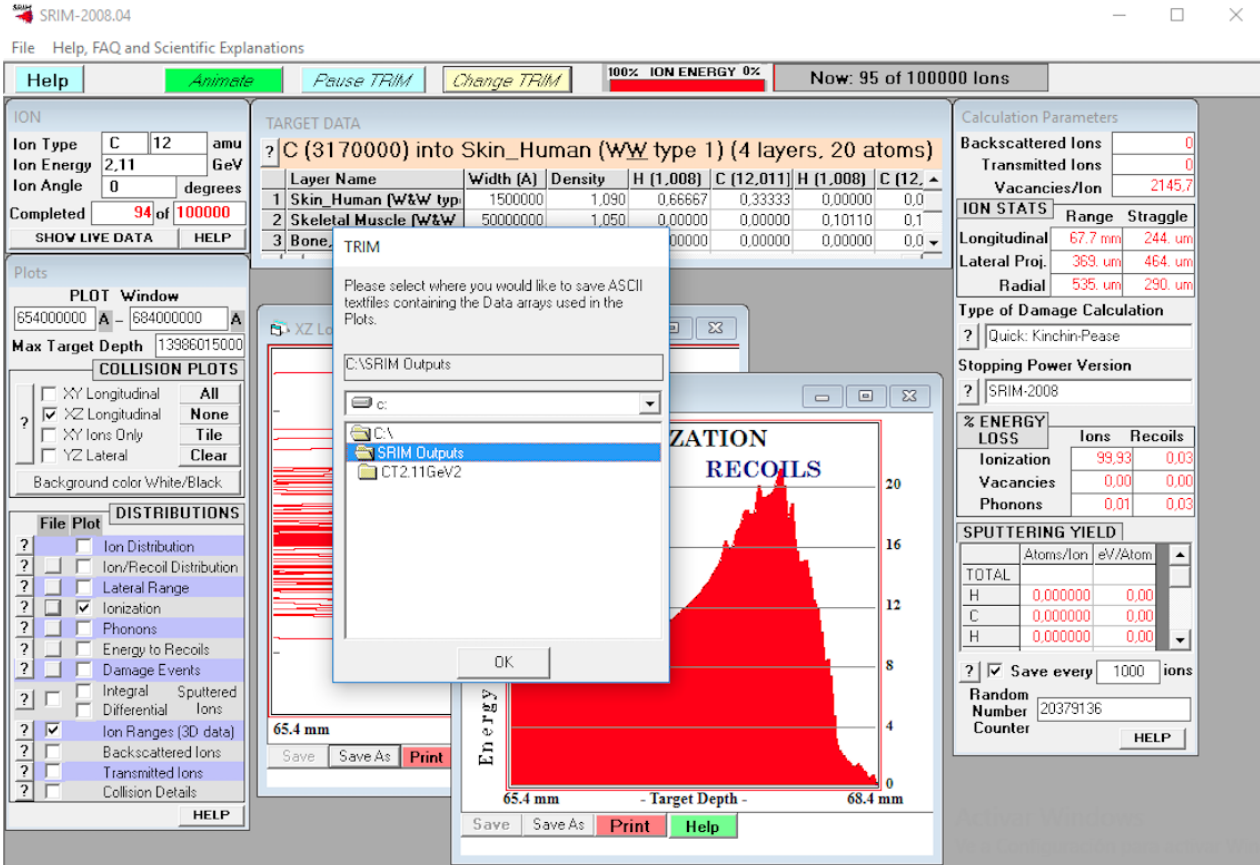 SRIM-2008.04
File Help, FAQ and Scientific Explanations
Help Animate Pause TRIM Change TRIM 100% ION ENERGY 0% Now: 95 of 100000 Ions
ION
Ion Type C 12 amu
Ion Energy 2,11 GeV
Ion Angle 0 degrees
Completed 94 of 100000
SHOW LIVE DATA HELP
TARGET DATA
? C (3170000) into Skin_Human (WW type 1) (4 layers, 20 atoms)
Layer Name Width (A) Density H (1,008) C (12,011) H (1,008) C (12,
1 Skin_Human (W&W typ 1500000 1,090 0,66667 0,33333 0,00000 0,0
2 Skeletal Muscle (W&W 50000000 1,050 0,00000 0,00000 0,10110 0,1
3 Bone, 00000 0,00000 0,00000 0,0
Calculation Parameters
Backscattered Ions 0
Transmitted Ions 0
Vacancies/Ion 2145,7
ION STATS Range Straggle
Longitudinal 67.7 mm 244. um
Lateral Proj. 369. um 464. um
Radial 535. um 290. um
Type of Damage Calculation
? Quick: Kinchin-Pease
Stopping Power Version
? SRIM-2008
% ENERGY LOSS Ions Recoils
Ionization 99,93 0,03
Vacancies 0,00 0,00
Phonons 0,01 0,03
SPUTTERING YIELD
Atoms/Ion eV/Atom
TOTAL
H 0,000000 0,00
C 0,000000 0,00
H 0,000000 0,00
? Save every 1000 ions
Random Number Counter 20379136
HELP
Plots
PLOT Window
654000000 A - 684000000 A
Max Target Depth 13986015000
COLLISION PLOTS
XY Longitudinal All
? XZ Longitudinal None
XY Ions Only Tile
YZ Lateral Clear
Background color White/Black
DISTRIBUTIONS
File Plot
? Ion Distribution
? Ion/Recoil Distribution
? Lateral Range
? Ionization
? Phonons
? Energy to Recoils
? Damage Events
? Integral Sputtered
Differential Ions
? Ion Ranges (3D data)
? Backscattered Ions
? Transmitted Ions
? Collision Details
HELP
XZ Lo
65.4 mm
Save Save As Print
TRIM
Please select where you would like to save ASCII
textfiles containing the Data arrays used in the
Plots.
C:\SRIM Outputs
c:
C:\
SRIM Outputs
CT2.11GeV2
OK
ZATION
RECOILS
20
16
12
8
4
0
Energy
65.4 mm - Target Depth - 68.4 mm
Save Save As Print Help